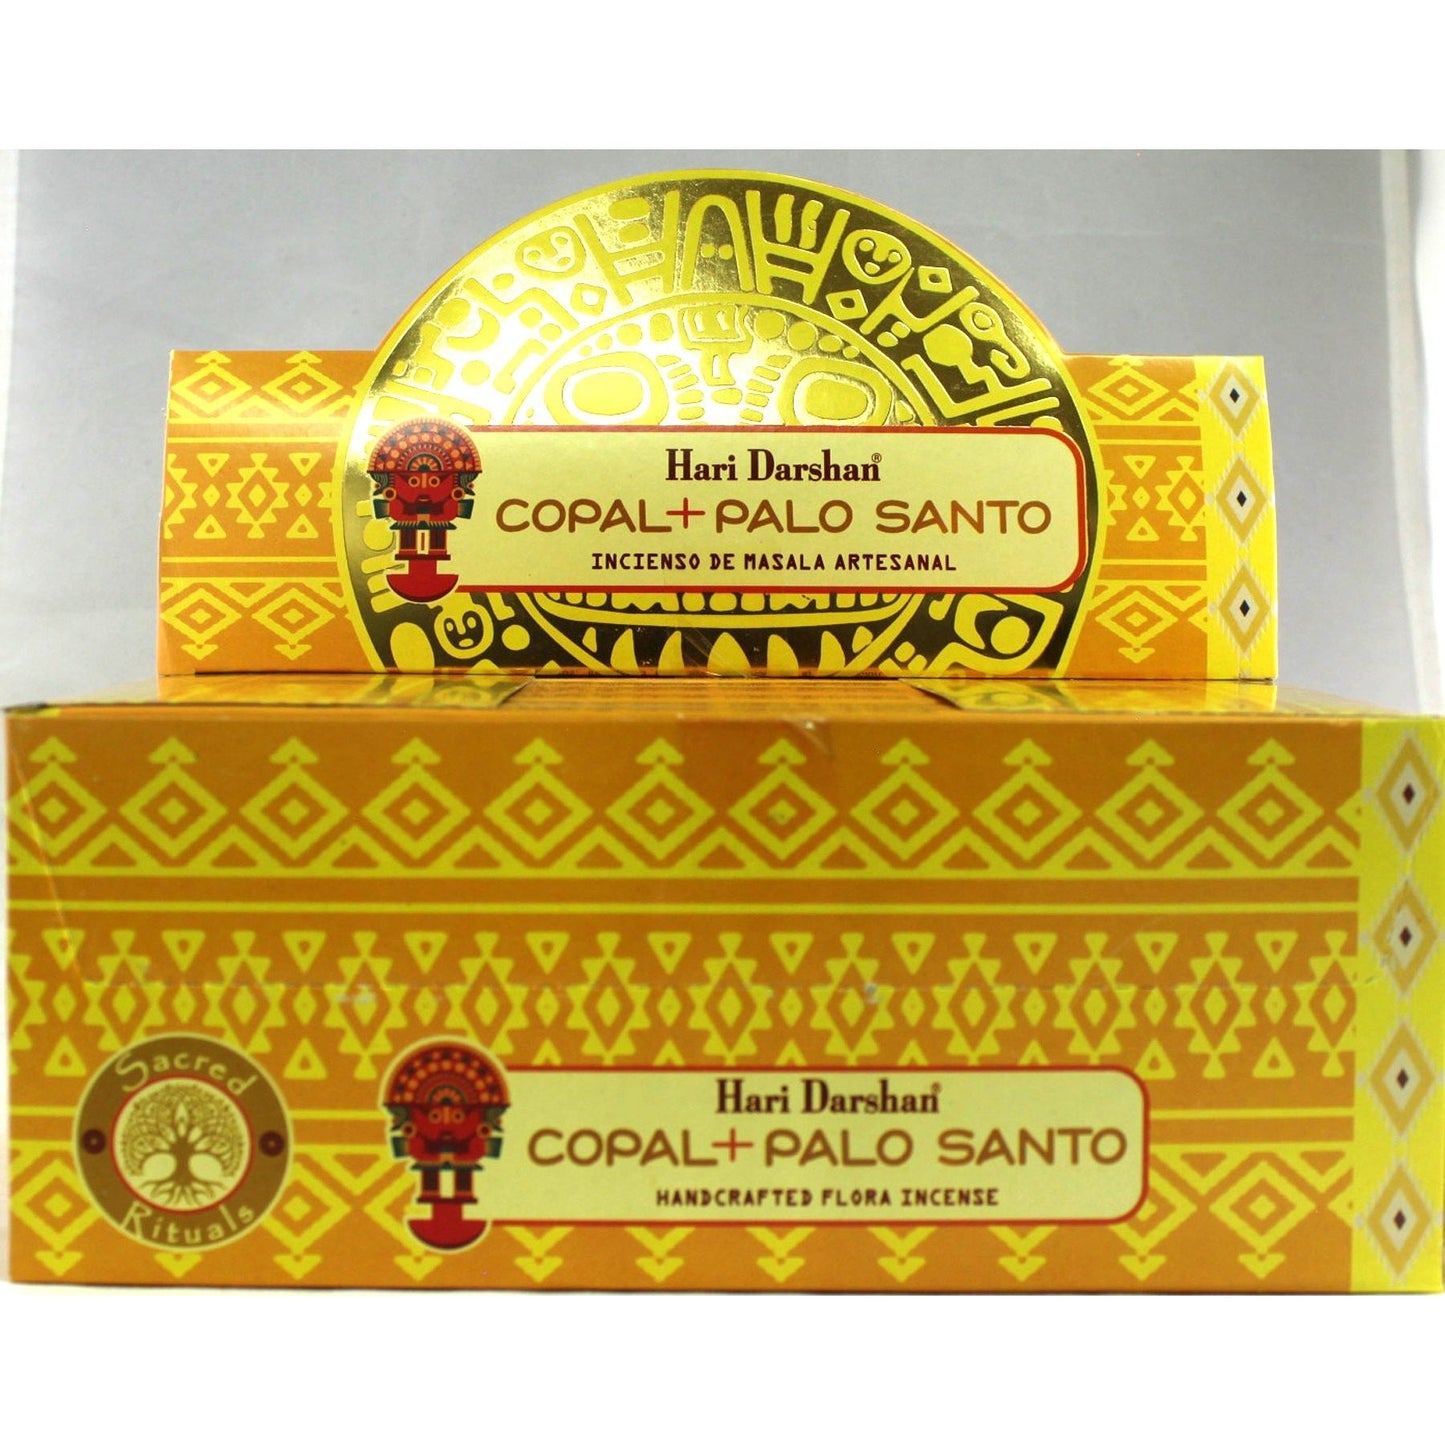 Hari Darshan®
COPAL+PALO SANTO
INCIENSO DE MASALA ARTESANAL
Sacred
Rituals
Hari Darshan®
COPAL+PALO SANTO
HANDCRAFTED FLORA INCENSE